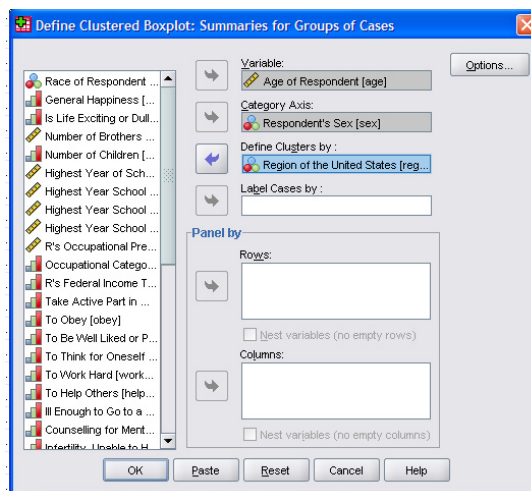 Define Clustered Boxplot: Summaries for Groups of Cases
Race of Respondent ...
General Happiness [...
Is Life Exciting or Dull...
Number of Brothers ...
Number of Children [...
Highest Year of Sch...
Highest Year School ...
Highest Year School ...
Highest Year School ...
R's Occupational Pre...
Occupational Catego...
R's Federal Income T...
Take Active Part in ...
To Obey [obey]
To Be Well Liked or P...
To Think for Oneself ...
To Work Hard [work...
To Help Others [help...
Ill Enough to Go to a ...
Counselling for Ment...
Infertility, Unable to H...
Variable:
Age of Respondent [age]
Category Axis:
Respondent's Sex [sex]
Define Clusters by :
Region of the United States [reg...
Label Cases by :
Options...
Panel by
Rows:
Nest variables (no empty rows)
Columns:
Nest variables (no empty columns)
OK
Paste
Reset
Cancel
Help